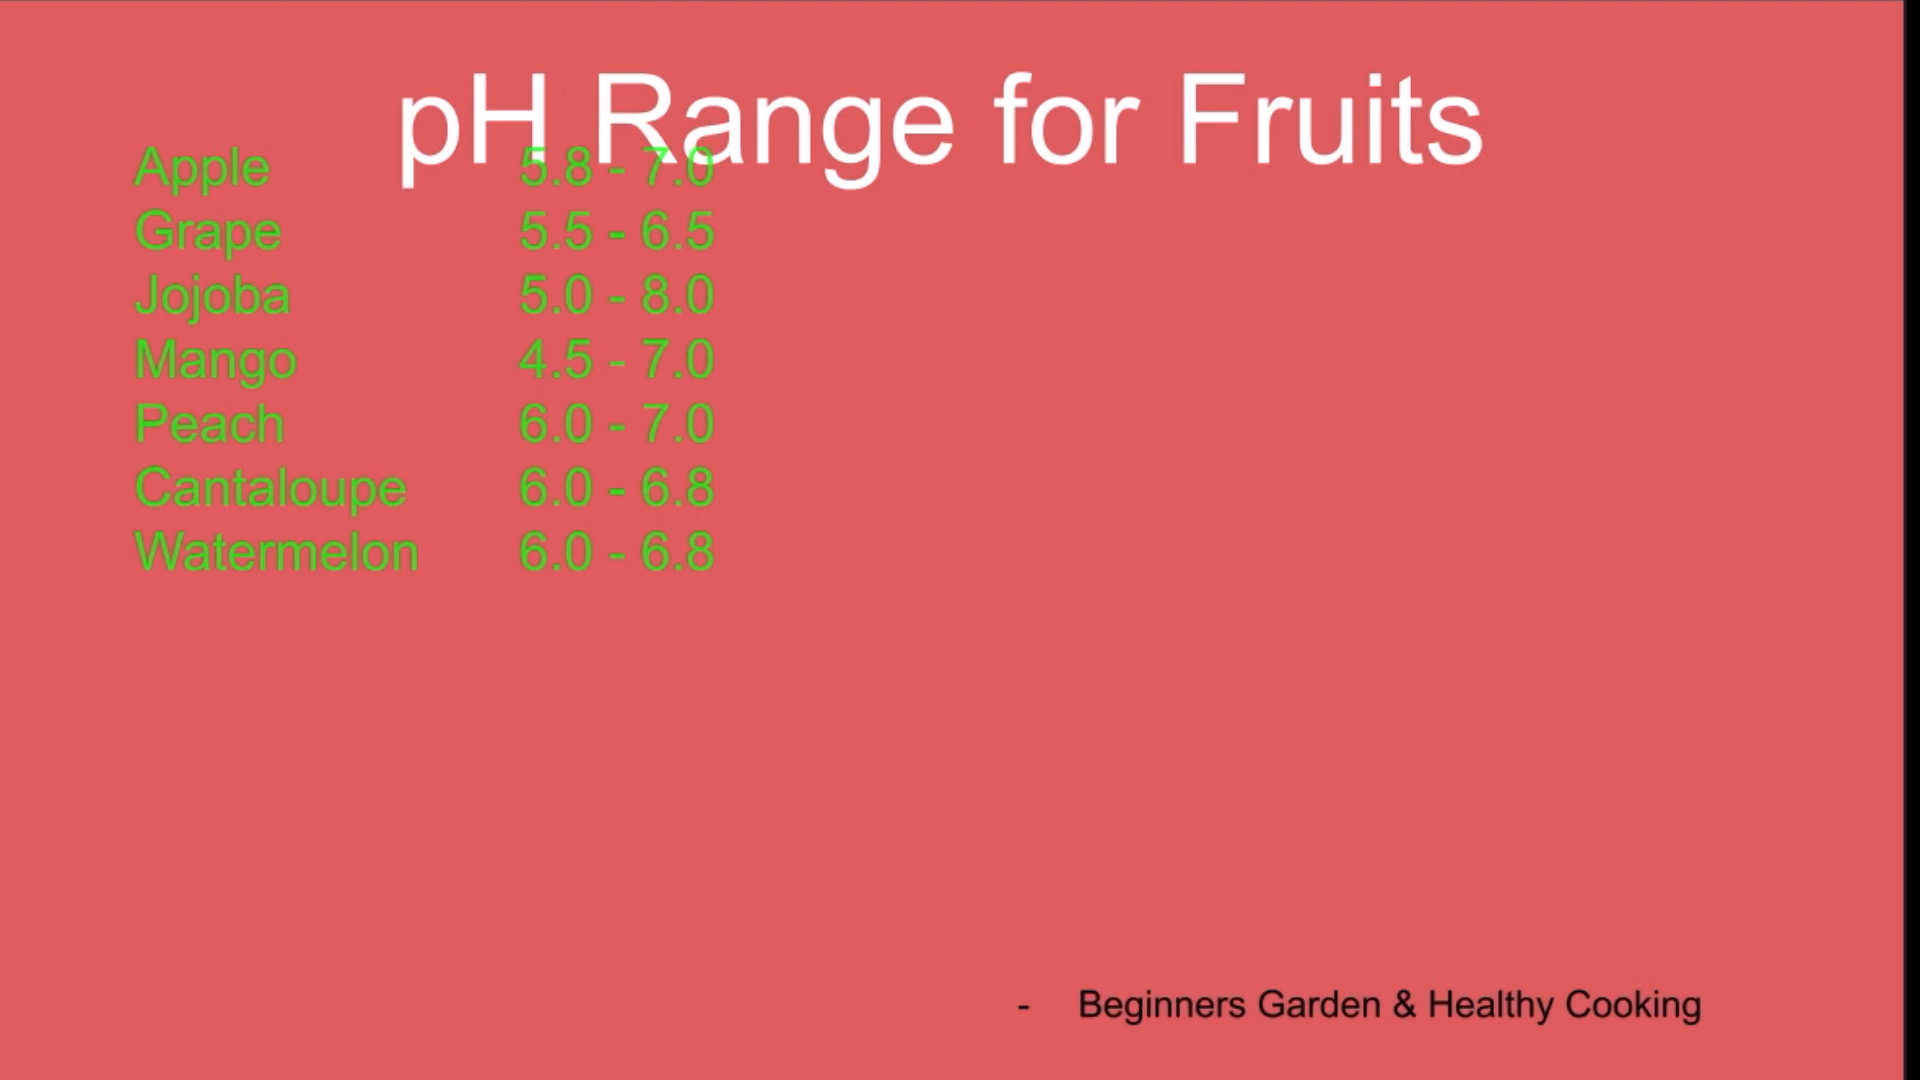 pH Range for Fruits
Apple 5.8 - 7.0
Grape 5.5 - 6.5
Jojoba 5.0 - 8.0
Mango 4.5 - 7.0
Peach 6.0 - 7.0
Cantaloupe 6.0 - 6.8
Watermelon 6.0 - 6.8
- Beginners Garden & Healthy Cooking